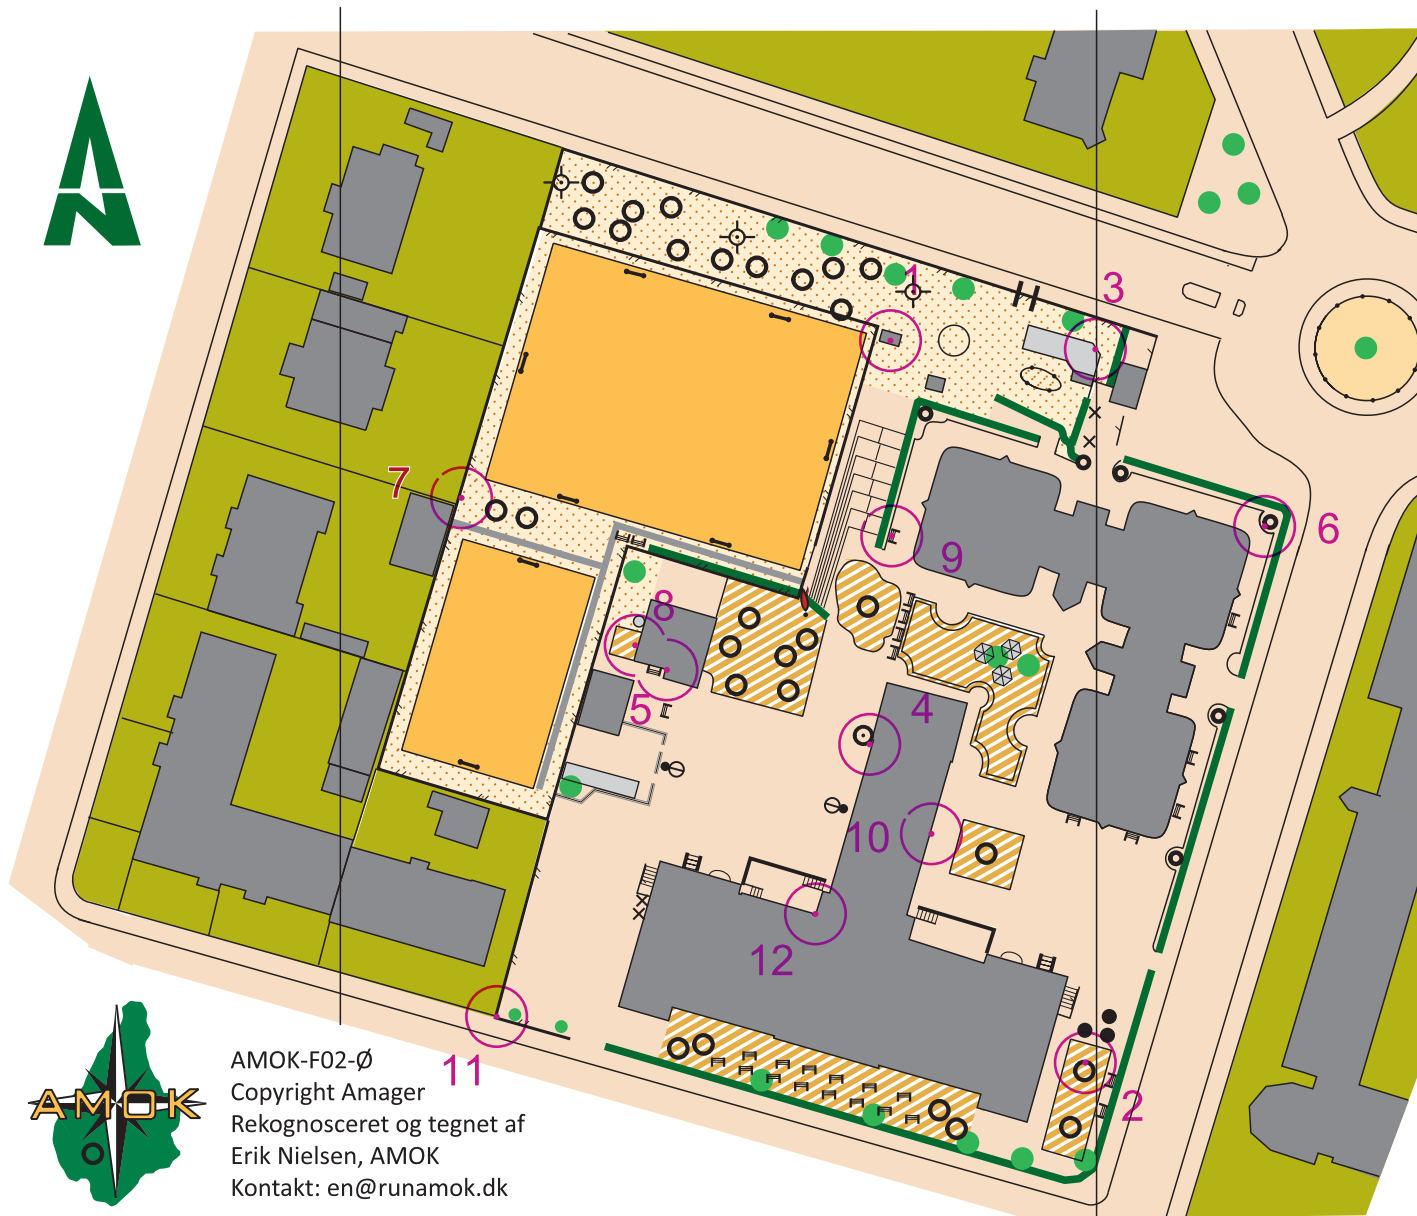 1
3
7
6
9
8
5
4
10
12
11
2
AMOK
AMOK-F02-Ø
Copyright Amager
Rekognosceret og tegnet af
Erik Nielsen, AMOK
Kontakt: en@runamok.dk